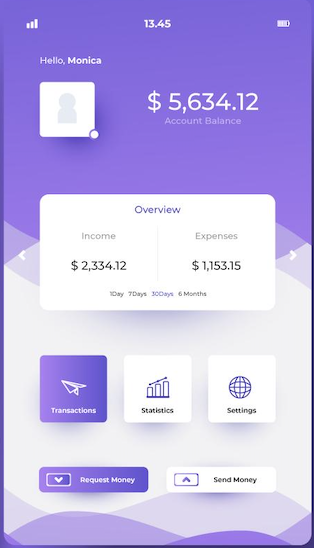 13.45
Hello, Monica
$ 5,634.12
Account Balance
Overview
Income Expenses
$ 2,334.12 $ 1,153.15
1Day 7Days 30Days 6 Months
Transactions Statistics Settings
Request Money Send Money